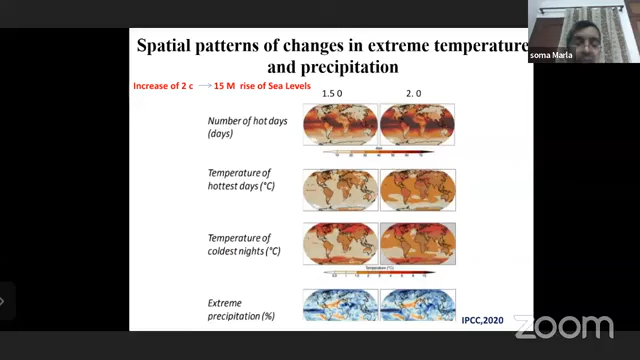 Spatial patterns of changes in extreme temperature
and precipitation
soma Marla
Increase of 2 c → 15 M rise of Sea Levels
1.5 0
2. 0
Number of hot days
(days)
Temperature of
hottest days (°C)
Temperature of
coldest nights (°C)
Temperature (°C)
Extreme
precipitation (%)
IPCC,2020
zoom